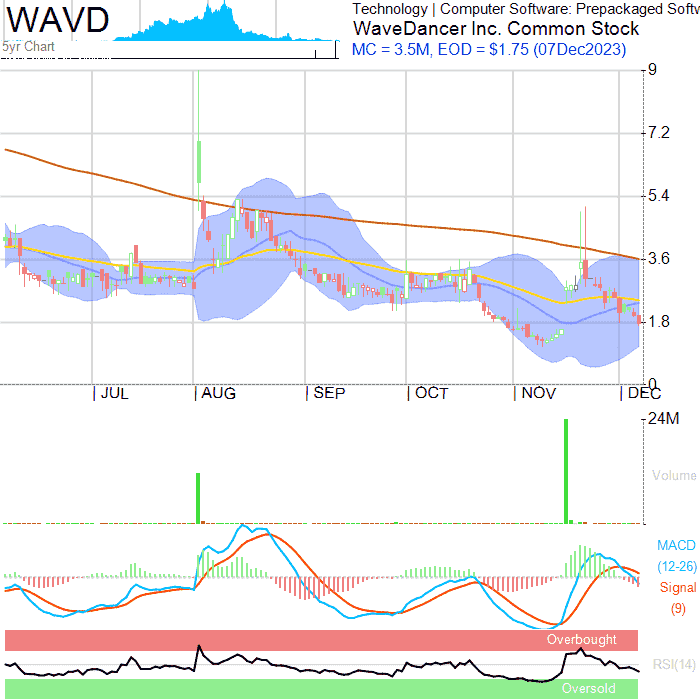 WAVD
Technology | Computer Software: Prepackaged Softw
WaveDancer Inc. Common Stock
5yr Chart
MC = 3.5M, EOD = $1.75 (07Dec2023)
9
7.2
5.4
3.6
1.8
0
JUL
AUG
SEP
OCT
NOV
DEC
24M
Volume
MACD
(12-26)
Signal
(9)
Overbought
RSI(14)
Oversold